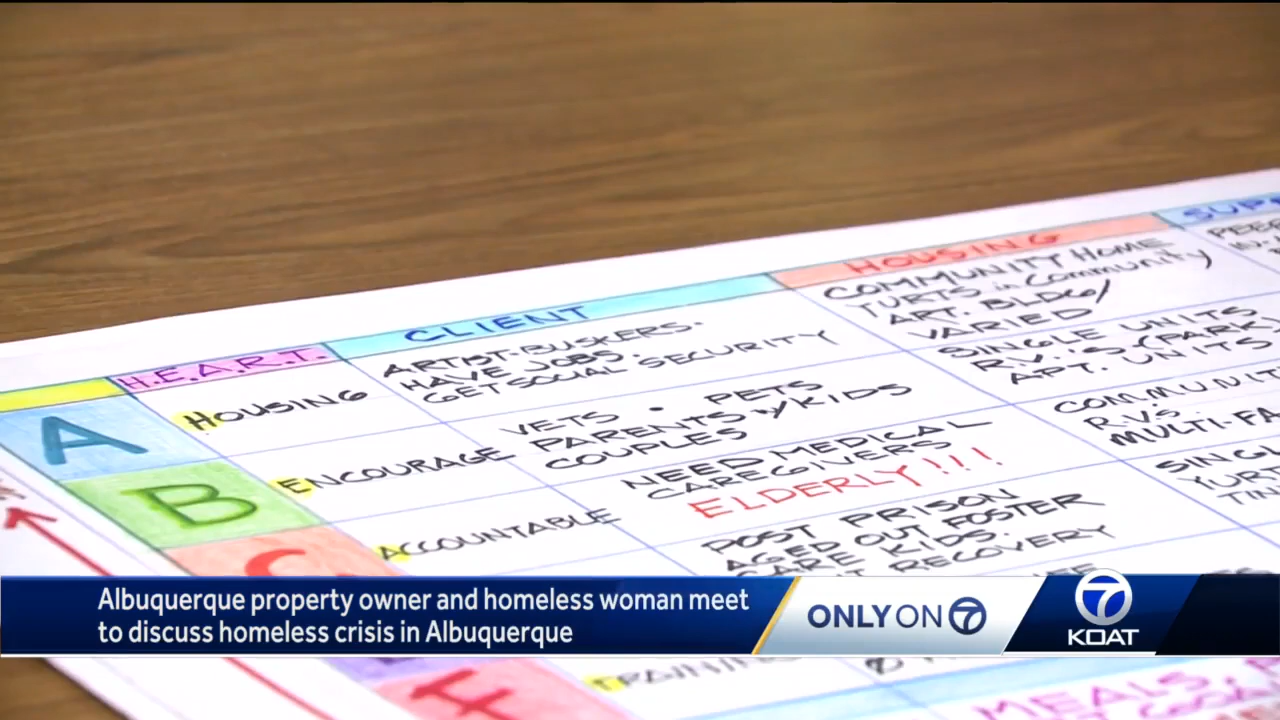 HOUSING
CLIENT
H.E.A.R.T.
COMMUNITY HOME
YURTS in Community
ART. BLDG/
VARIED
ARTIST-BUSKERS-
HAVE JOBS.
GET SOCIAL SECURITY
A
HOUSING
SINGLE UNITS
R.V.'S (PARK)
APT. UNITS
VETS • PETS
PARENTS w/ KIDS
COUPLES
B
ENCOURAGE
R.V.s
NEED MEDICAL
CAREGIVERS
ELDERLY!!!
C
ACCOUNTABLE
POST PRISON
AGED OUT FOSTER
CARE KIDS.
RECOVERY
Albuquerque property owner and homeless woman meet
to discuss homeless crisis in Albuquerque
ONLY ON 7
7
KOAT
TRAINING
MEALS,